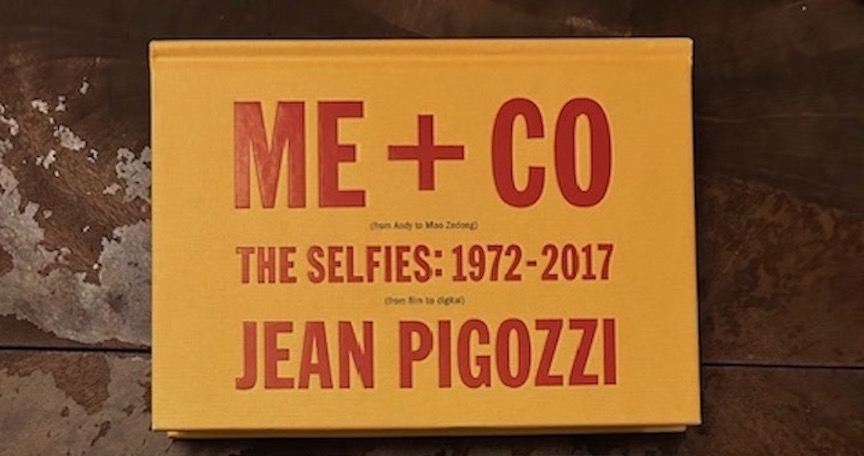 ME + CO
(from Andy to Mao Zedong)
THE SELFIES: 1972-2017
(from film to digital)
JEAN PIGOZZI